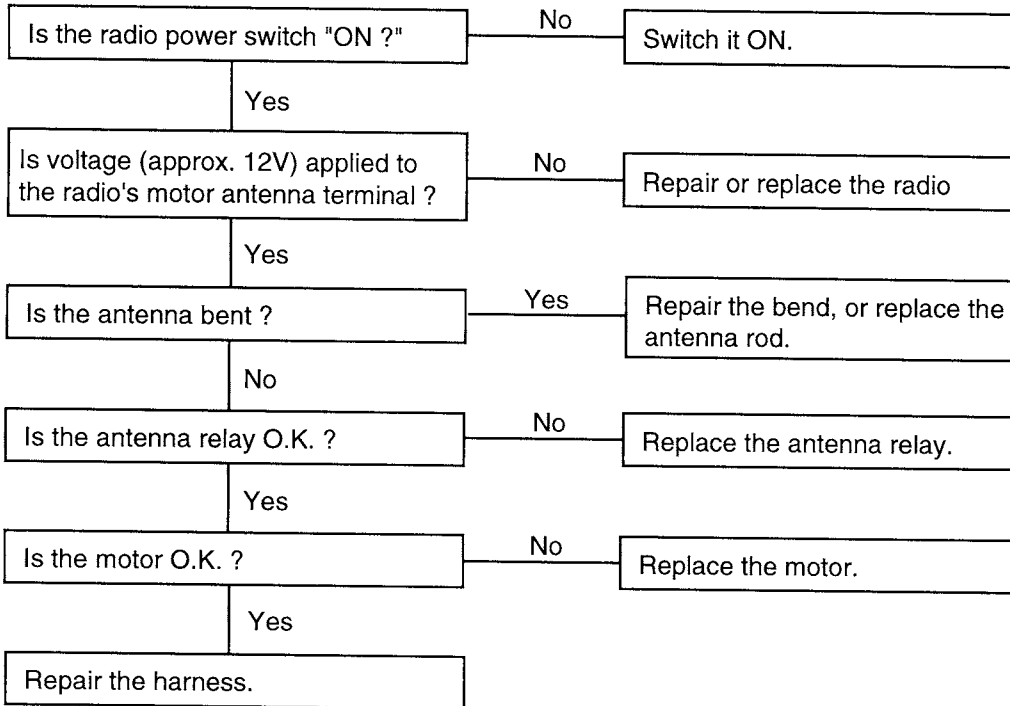 Is the radio power switch "ON ?"
No
Switch it ON.
Yes
Is voltage (approx. 12V) applied to
the radio's motor antenna terminal ?
No
Repair or replace the radio
Yes
Is the antenna bent ?
Yes
Repair the bend, or replace the
antenna rod.
No
Is the antenna relay O.K. ?
No
Replace the antenna relay.
Yes
Is the motor O.K. ?
No
Replace the motor.
Yes
Repair the harness.